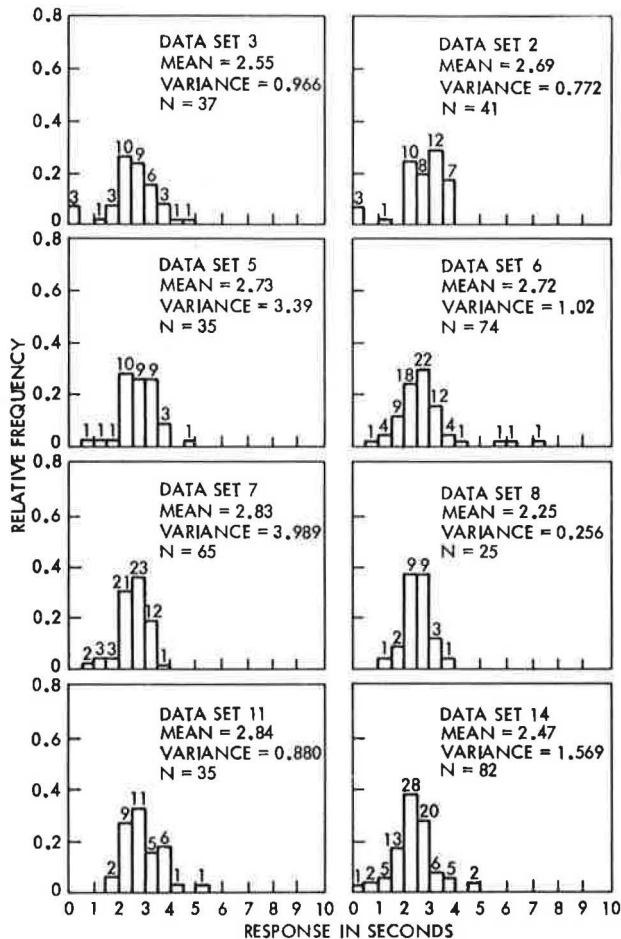 RELATIVE FREQUENCY
0.8
0.6
0.4
0.2
0
DATA SET 3
MEAN = 2.55
VARIANCE = 0.966
N = 37
3 1 3 10 9 6 3 1 1
DATA SET 2
MEAN = 2.69
VARIANCE = 0.772
N = 41
3 1 10 8 12 7
0.8
0.6
0.4
0.2
0
DATA SET 5
MEAN = 2.73
VARIANCE = 3.39
N = 35
1 1 1 10 9 9 3 1
DATA SET 6
MEAN = 2.72
VARIANCE = 1.02
N = 74
1 4 9 18 22 12 4 1 1 1 1
0.8
0.6
0.4
0.2
0
DATA SET 7
MEAN = 2.83
VARIANCE = 3.989
N = 65
2 3 3 21 23 12 1
DATA SET 8
MEAN = 2.25
VARIANCE = 0.256
N = 25
1 2 9 9 3 1
0.8
0.6
0.4
0.2
0
DATA SET 11
MEAN = 2.84
VARIANCE = 0.880
N = 35
2 9 11 5 6 1 1
DATA SET 14
MEAN = 2.47
VARIANCE = 1.569
N = 82
1 2 5 13 28 20 6 5 2
0 1 2 3 4 5 6 7 8 9 10
0 1 2 3 4 5 6 7 8 9 10
RESPONSE IN SECONDS